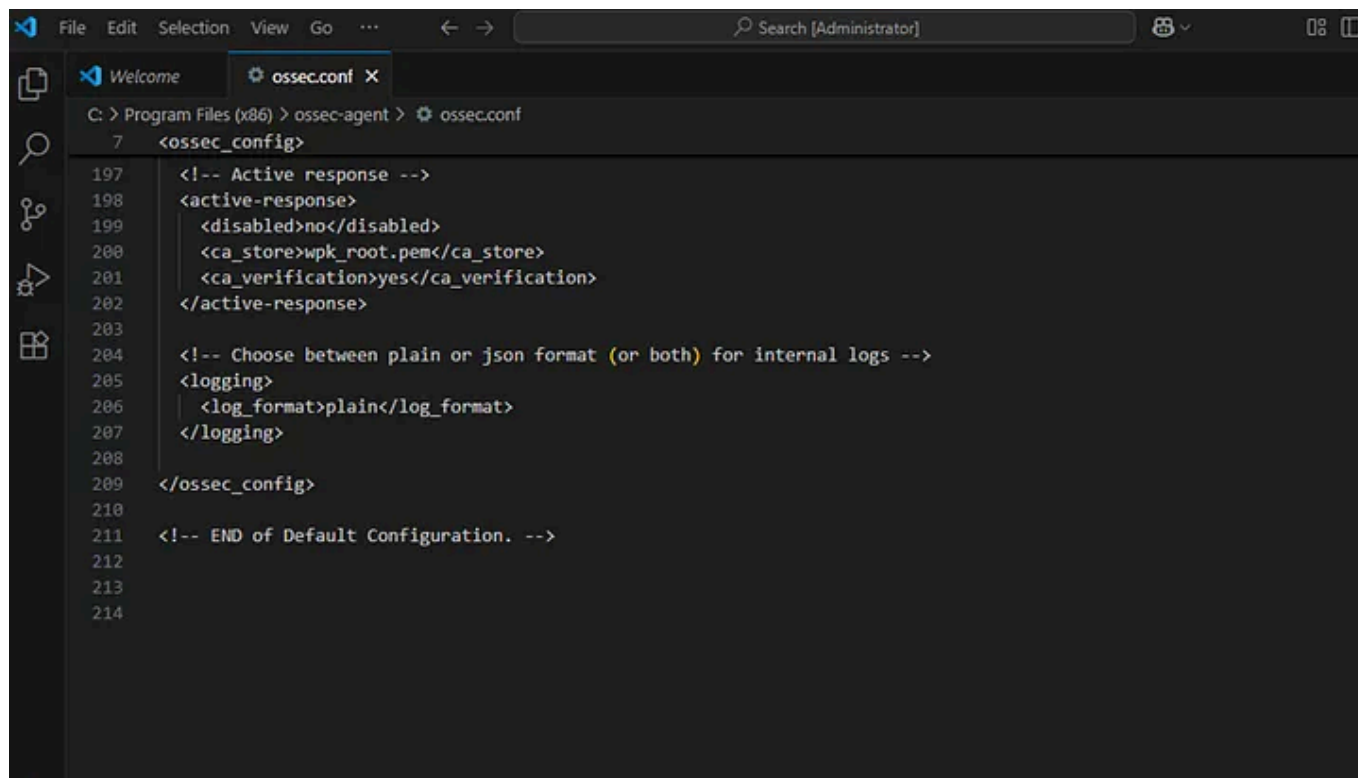 File Edit Selection View Go ··· Search [Administrator]
Welcome ossec.conf
C: > Program Files (x86) > ossec-agent > ossec.conf
7 <ossec_config>
197 <!-- Active response -->
198 <active-response>
199 <disabled>no</disabled>
200 <ca_store>wpk_root.pem</ca_store>
201 <ca_verification>yes</ca_verification>
202 </active-response>
203
204 <!-- Choose between plain or json format (or both) for internal logs -->
205 <logging>
206 <log_format>plain</log_format>
207 </logging>
208
209 </ossec_config>
210
211 <!-- END of Default Configuration. -->
212
213
214